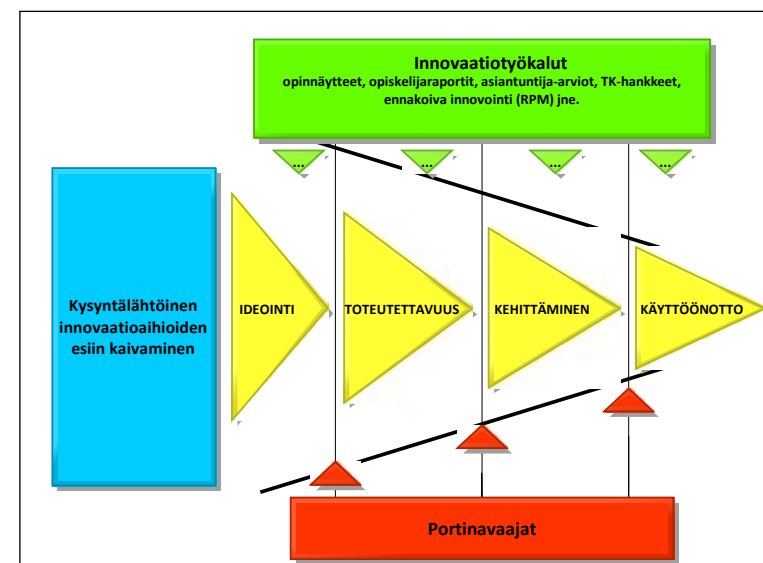 Innovaatiotyökalut
opinnäytteet, opiskelijaraportit, asiantuntija-arviot, TK-hankkeet,
ennakoiva innovointi (RPM) jne.
...
...
...
...
Kysyntälähtöinen
innovaatioaihioiden
esiin kaivaminen
IDEOINTI
TOTEUTETTAVUUS
KEHITTÄMINEN
KÄYTTÖÖNOTTO
Portinavaajat